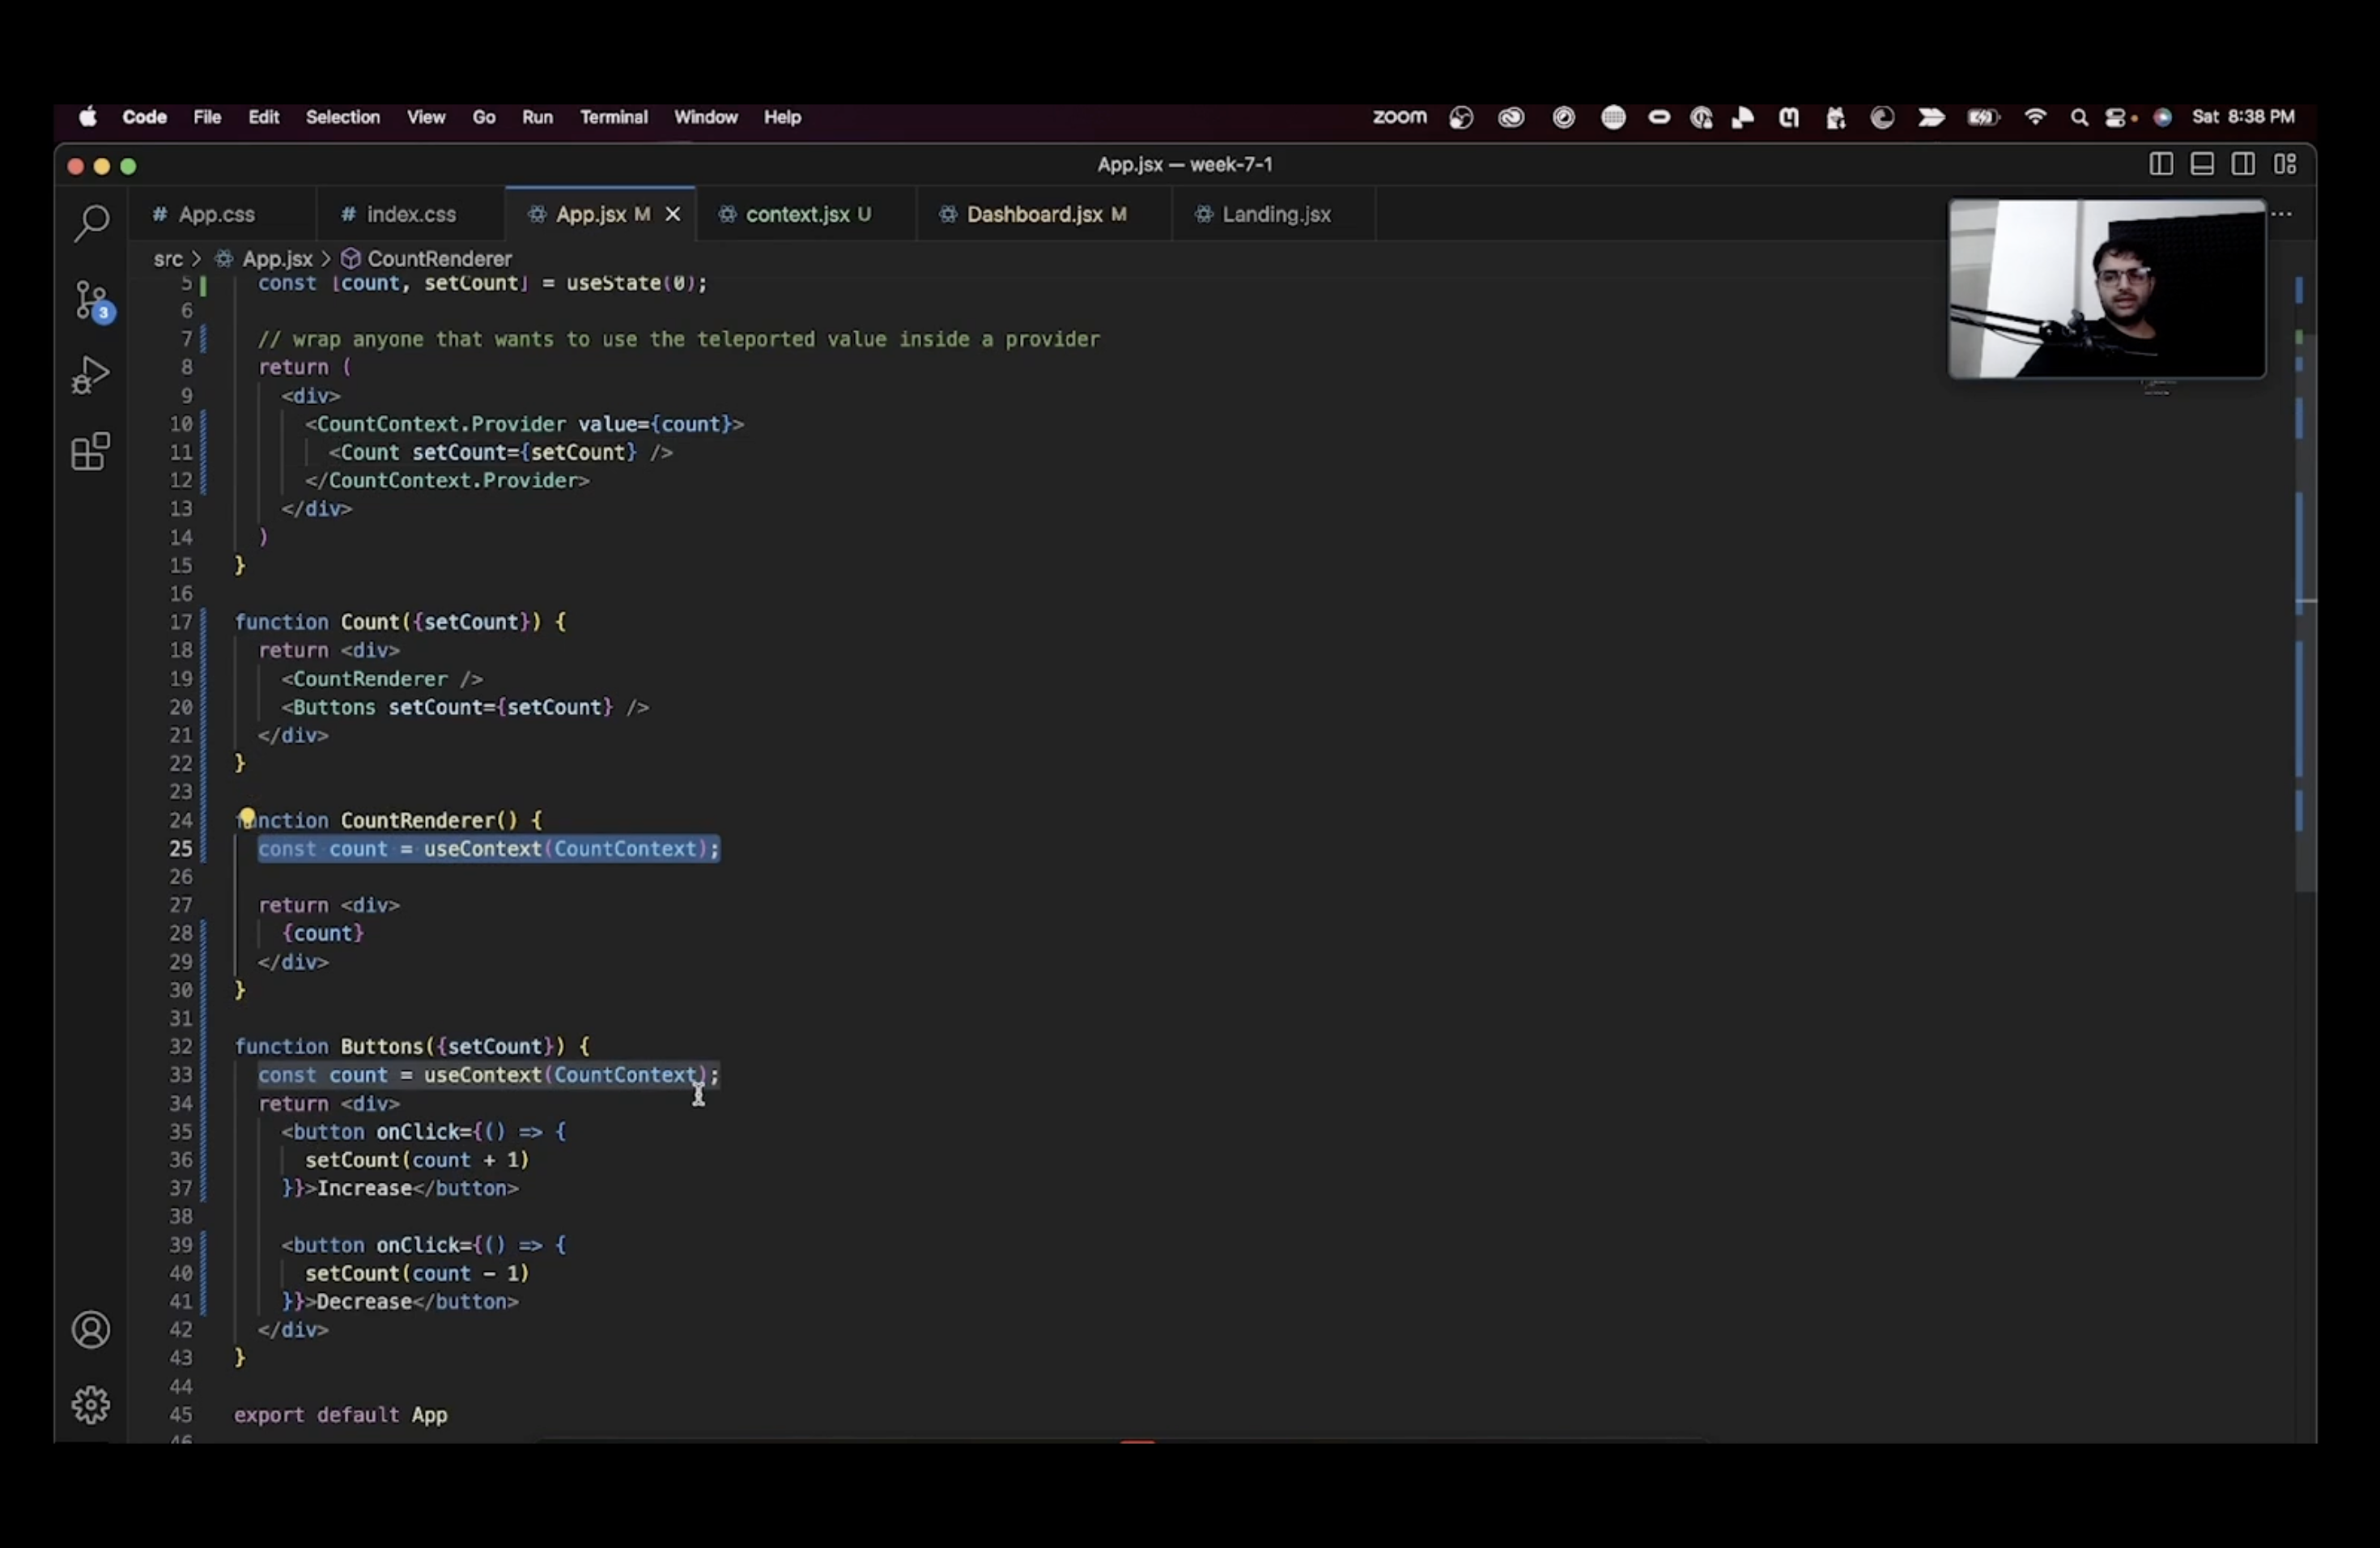 Code File Edit Selection View Go Run Terminal Window Help zoom Sat 8:38 PM
App.jsx — week-7-1
# App.css # index.css App.jsx M context.jsx U Dashboard.jsx M Landing.jsx
src > App.jsx > CountRenderer
3
5 const [count, setCount] = useState(0);
6
7 // wrap anyone that wants to use the teleported value inside a provider
8 return (
9 <div>
10 <CountContext.Provider value={count}>
11 <Count setCount={setCount} />
12 </CountContext.Provider>
13 </div>
14 )
15 }
16
17 function Count({setCount}) {
18 return <div>
19 <CountRenderer />
20 <Buttons setCount={setCount} />
21 </div>
22 }
23
24 function CountRenderer() {
25 const count = useContext(CountContext);
26
27 return <div>
28 {count}
29 </div>
30 }
31
32 function Buttons({setCount}) {
33 const count = useContext(CountContext);
34 return <div>
35 <button onClick={() => {
36 setCount(count + 1)
37 }}>Increase</button>
38
39 <button onClick={() => {
40 setCount(count - 1)
41 }}>Decrease</button>
42 </div>
43 }
44
45 export default App
46